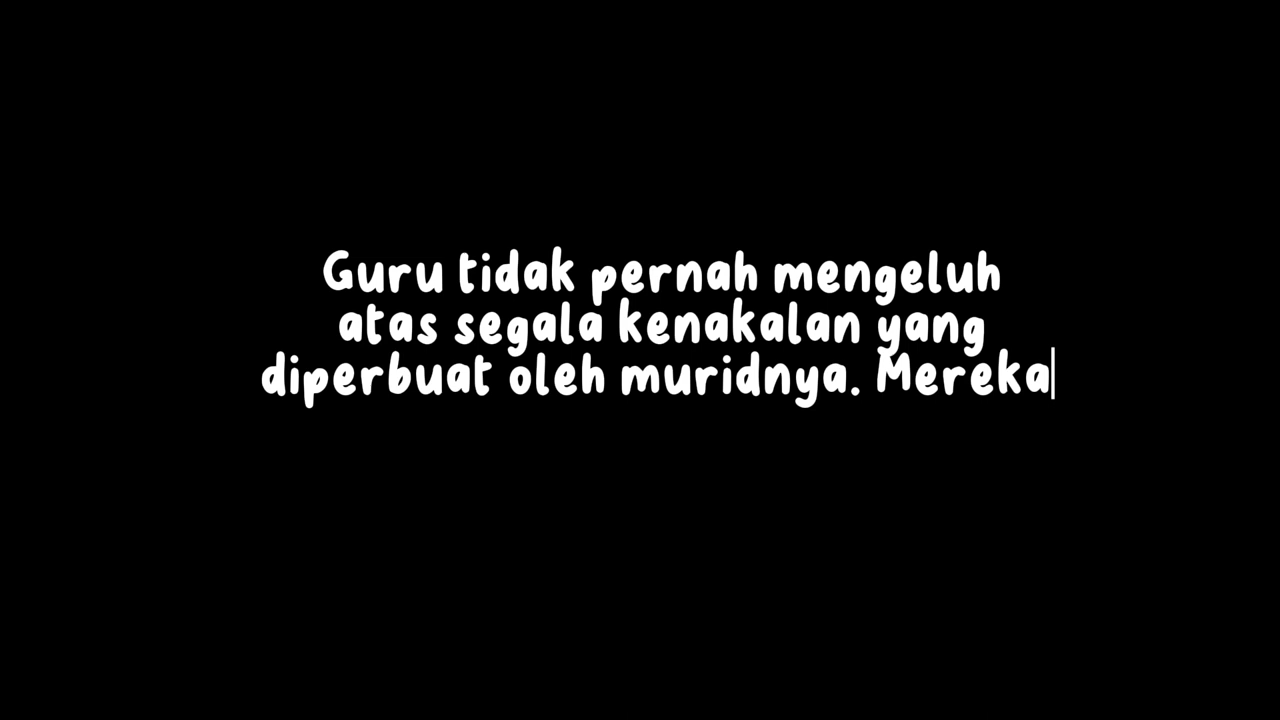 Guru tidak pernah mengeluh
atas segala kenakalan yang
diperbuat oleh muridnya. Mereka